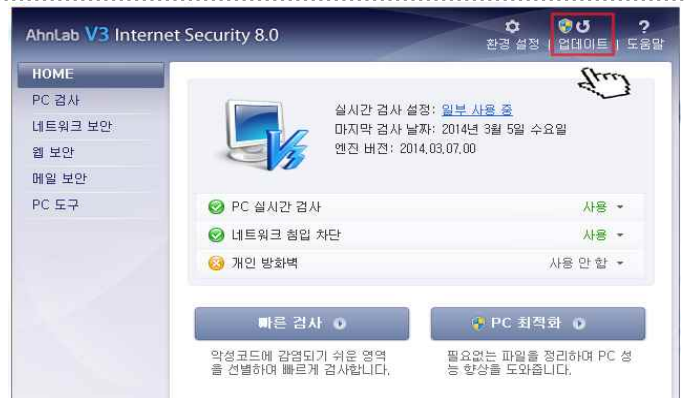 AhnLab V3 Internet Security 8.0
환경 설정 | 업데이트 | 도움말
HOME
PC 검사
네트워크 보안
웹 보안
메일 보안
PC 도구
실시간 검사 설정: 일부 사용 중
마지막 검사 날짜: 2014년 3월 5일 수요일
엔진 버전: 2014.03.07.00
PC 실시간 검사 사용
네트워크 침입 차단 사용
개인 방화벽 사용 안 함
빠른 검사
PC 최적화
악성코드에 감염되기 쉬운 영역
을 선별하여 빠르게 검사합니다.
필요없는 파일을 정리하며 PC 성
능 향상을 도와줍니다.